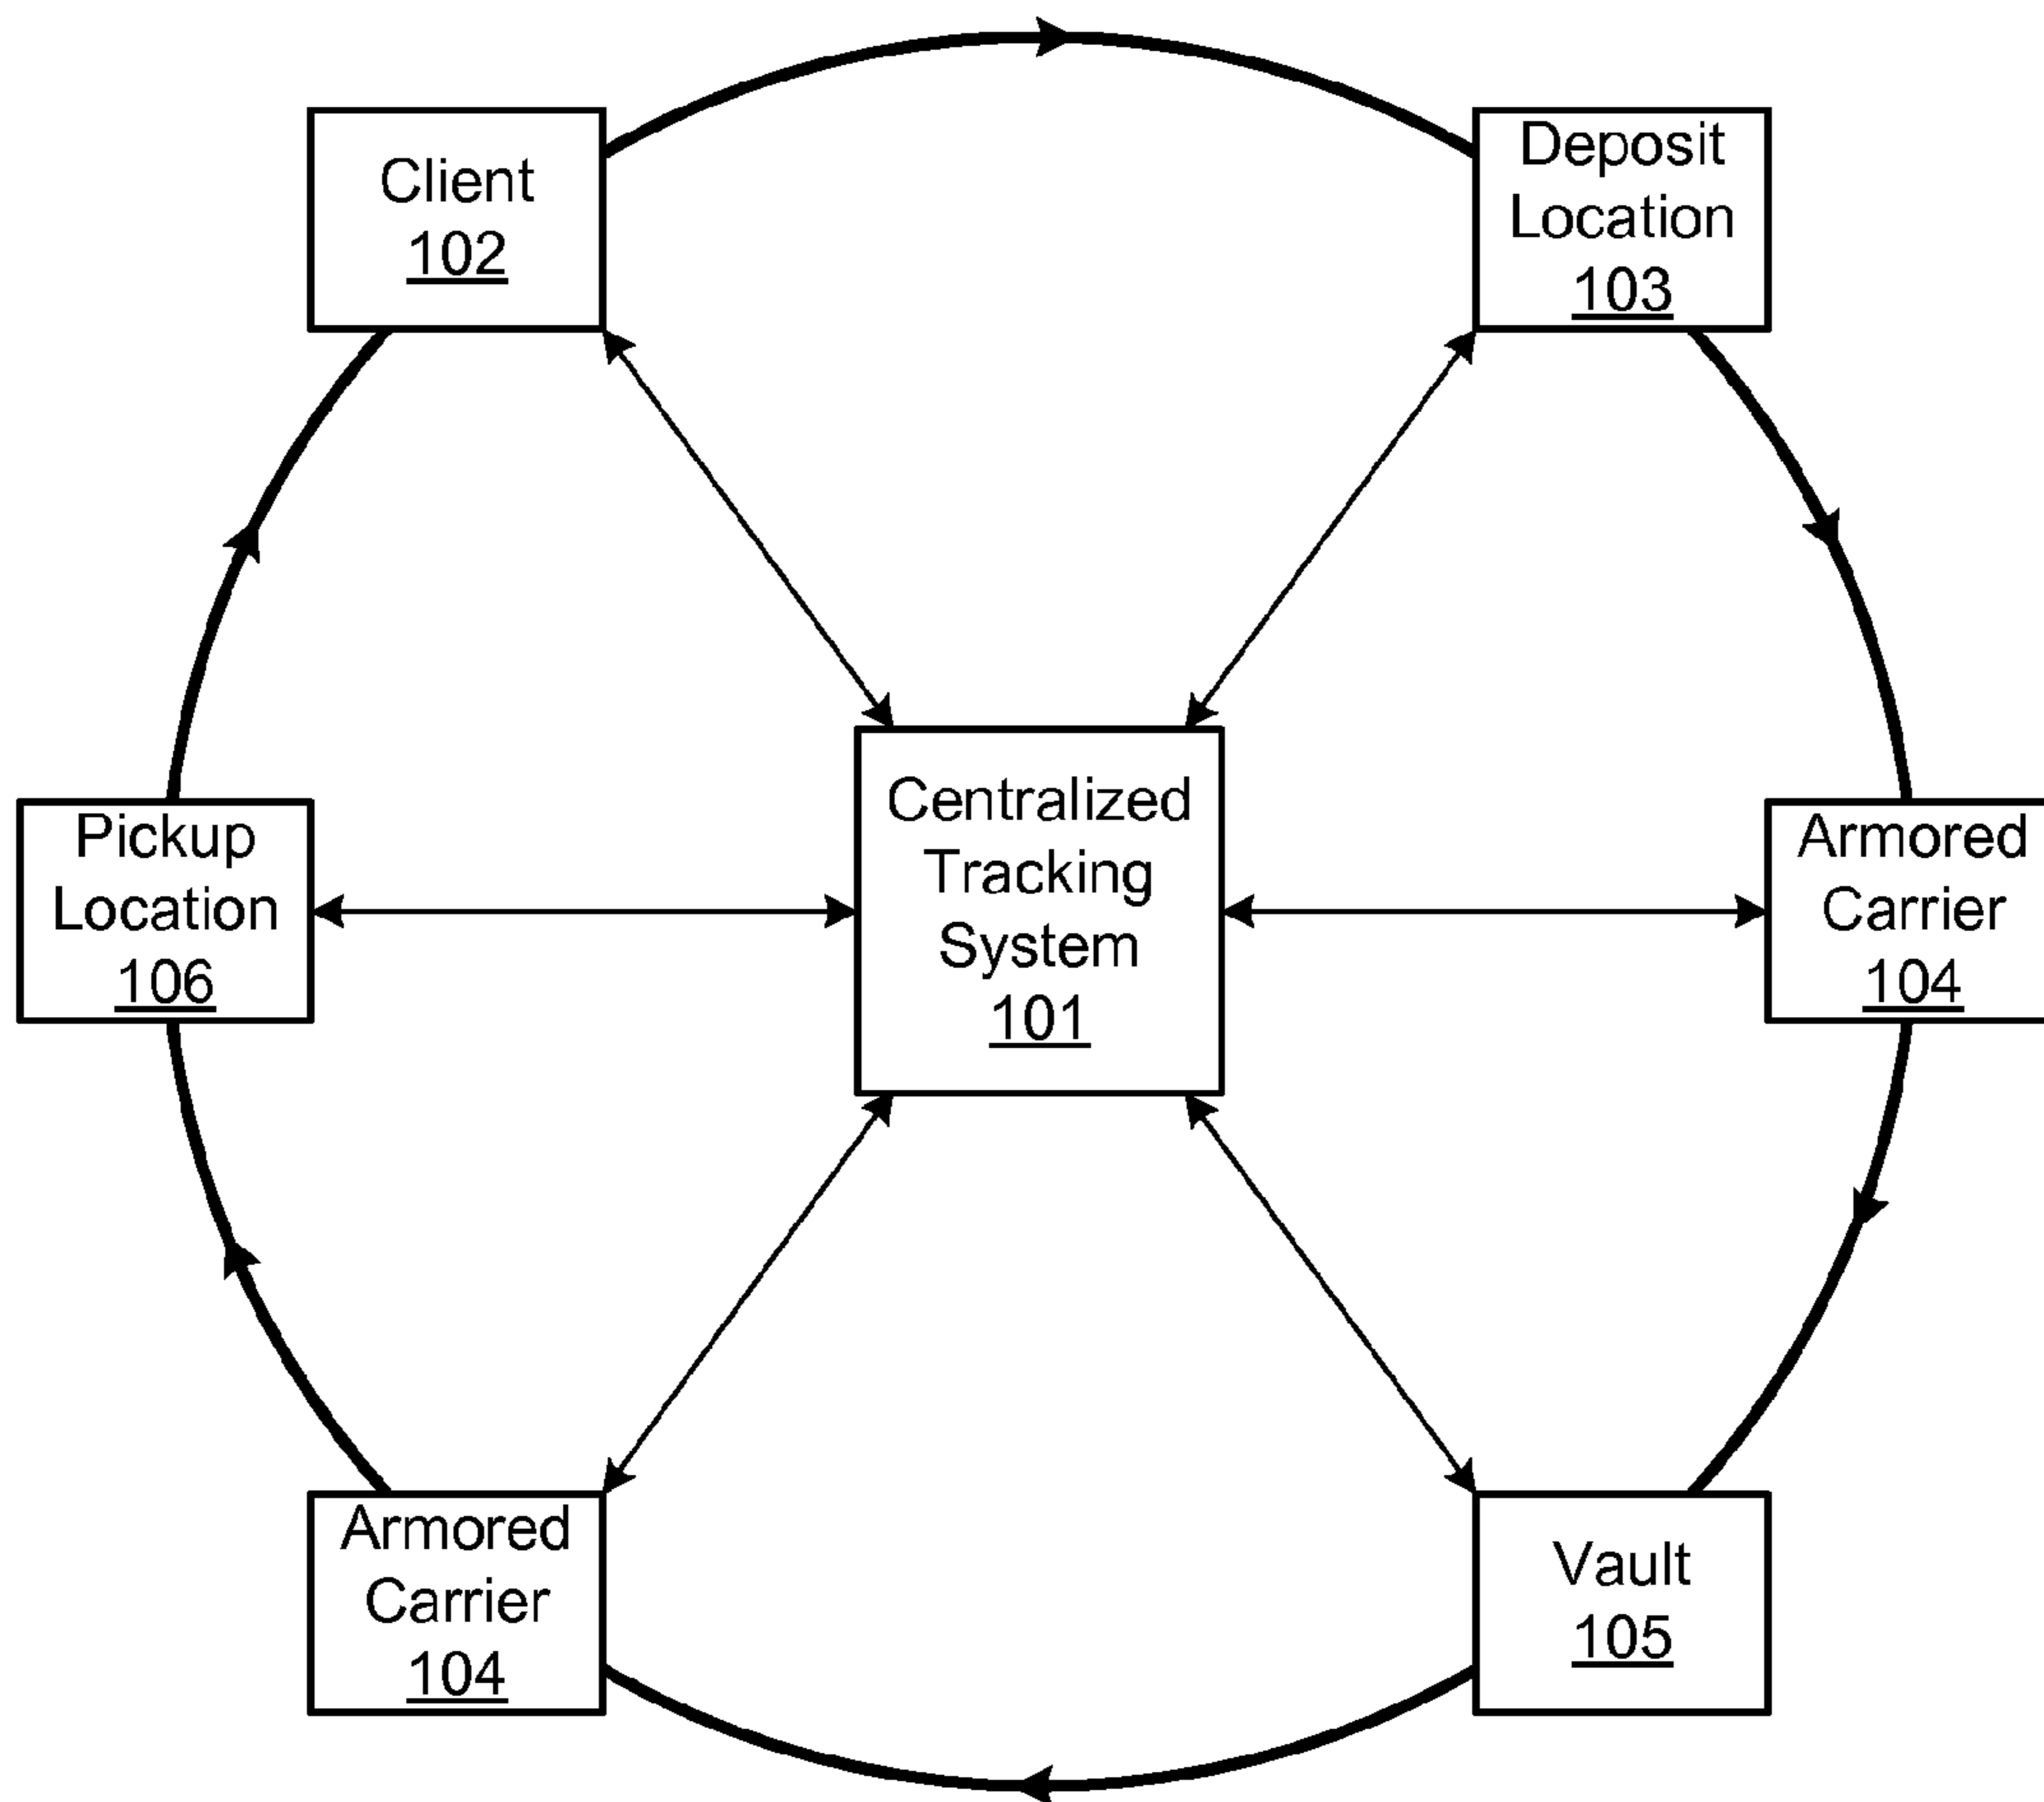 Client
102
Deposit
Location
103
Centralized
Tracking
System
101
Pickup
Location
106
Armored
Carrier
104
Armored
Carrier
104
Vault
105